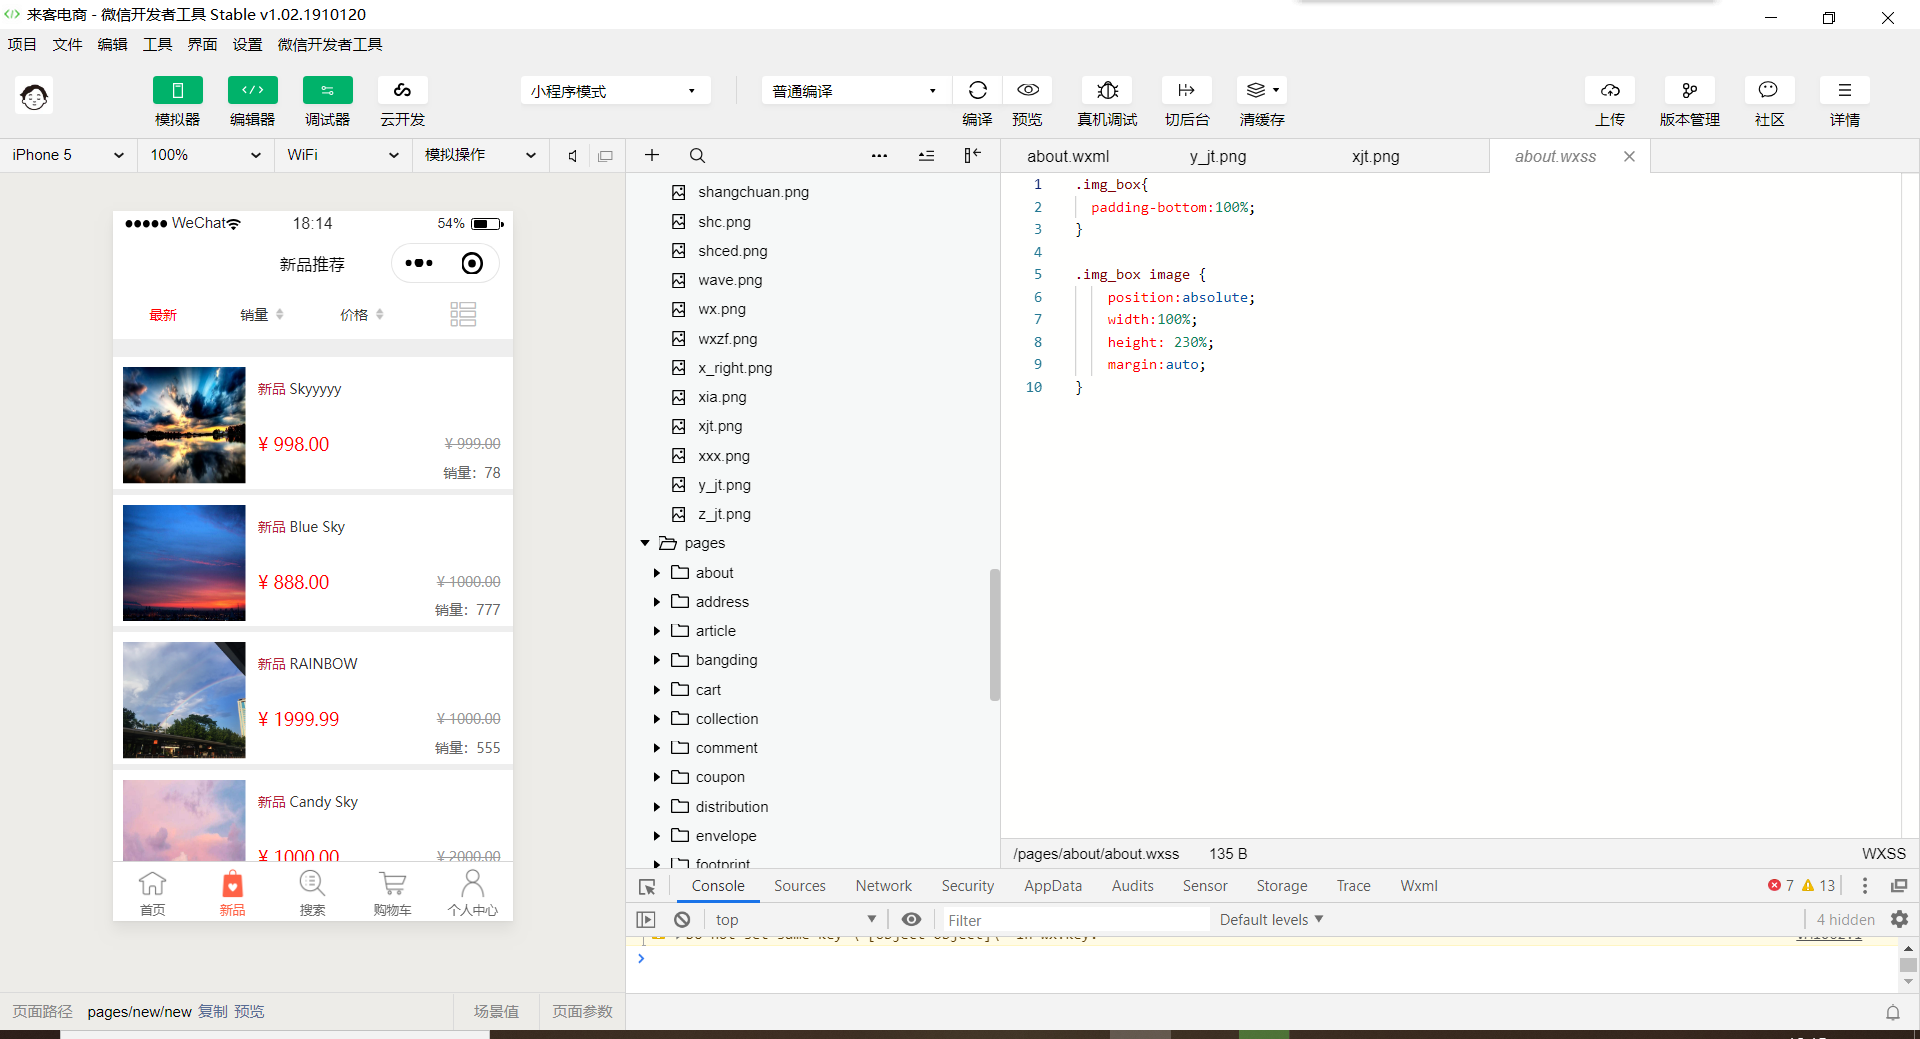 来客电商 - 微信开发者工具 Stable v1.02.1910120
项目 文件 编辑 工具 界面 设置 微信开发者工具
模拟器 编辑器 调试器 云开发
小程序模式
普通编译
编译 预览 真机调试 切后台 清缓存
上传 版本管理 社区 详情
iPhone 5 100% WiFi 模拟操作
WeChat 18:14 54%
新品推荐
最新 销量 价格
新品 Skyyyyy
¥ 998.00 ¥ 999.00
销量：78
新品 Blue Sky
¥ 888.00 ¥ 1000.00
销量：777
新品 RAINBOW
¥ 1999.99 ¥ 1000.00
销量：555
新品 Candy Sky
¥ 1000.00 ¥ 2000.00
首页 新品 搜索 购物车 个人中心
页面路径 pages/new/new 复制 预览 场景值 页面参数
shangchuan.png
shc.png
shced.png
wave.png
wx.png
wxzf.png
x_right.png
xia.png
xjt.png
xxx.png
y_jt.png
z_jt.png
pages
about
address
article
bangding
cart
collection
comment
coupon
distribution
envelope
footprint
about.wxml y_jt.png xjt.png about.wxss
1 .img_box{
2 padding-bottom:100%;
3 }
4
5 .img_box image {
6 position:absolute;
7 width:100%;
8 height: 230%;
9 margin:auto;
10 }
/pages/about/about.wxss 135 B WXSS
Console Sources Network Security AppData Audits Sensor Storage Trace Wxml 7 13
top Filter Default levels 4 hidden